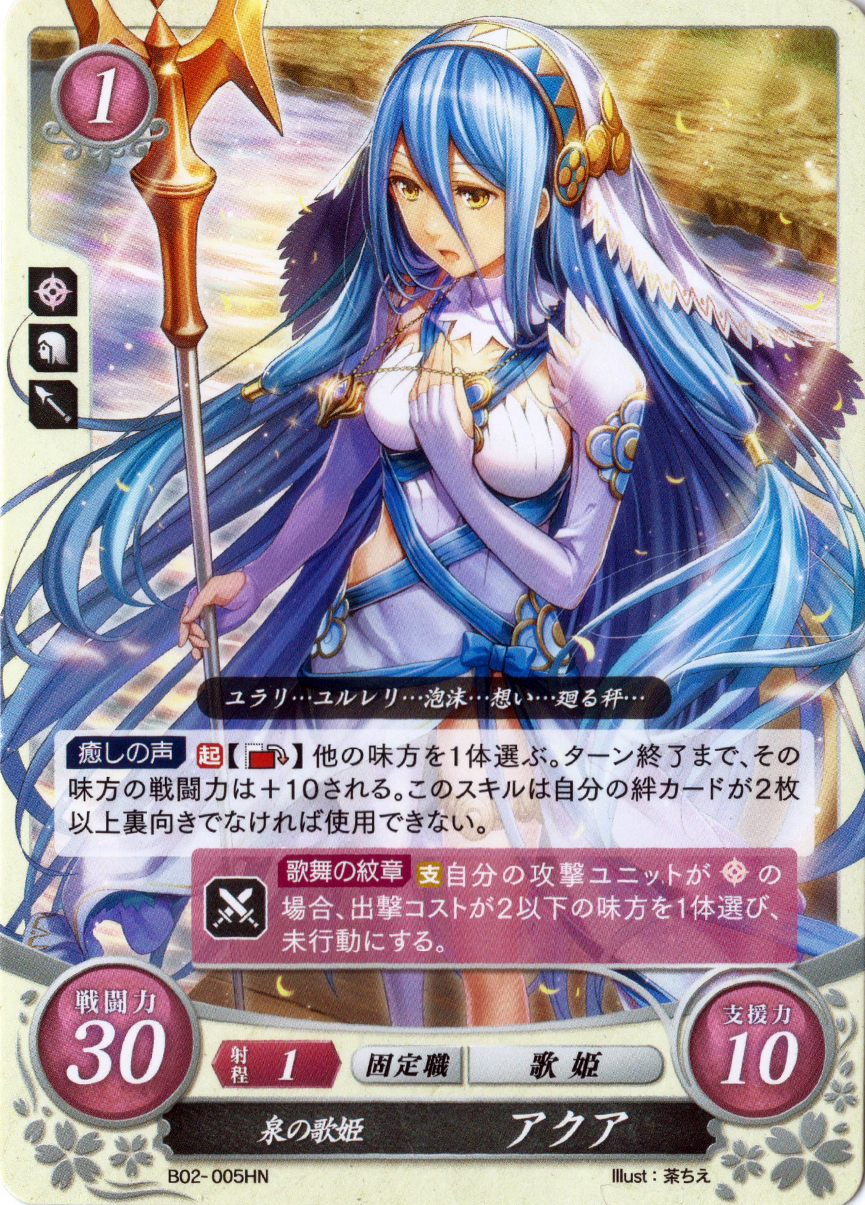 1
ユラリ…ユルレリ…泡沫…想い…廻る秤…
癒しの声 起【】他の味方を1体選ぶ。ターン終了まで、その
味方の戦闘力は＋10される。このスキルは自分の絆カードが2枚
以上裏向きでなければ使用できない。
歌舞の紋章 支 自分の攻撃ユニットが の
場合、出撃コストが2以下の味方を1体選び、
未行動にする。
戦闘力
30
射程 1
固定職 歌姫
支援力
10
泉の歌姫 アクア
B02-005HN Illust：茶ちえ